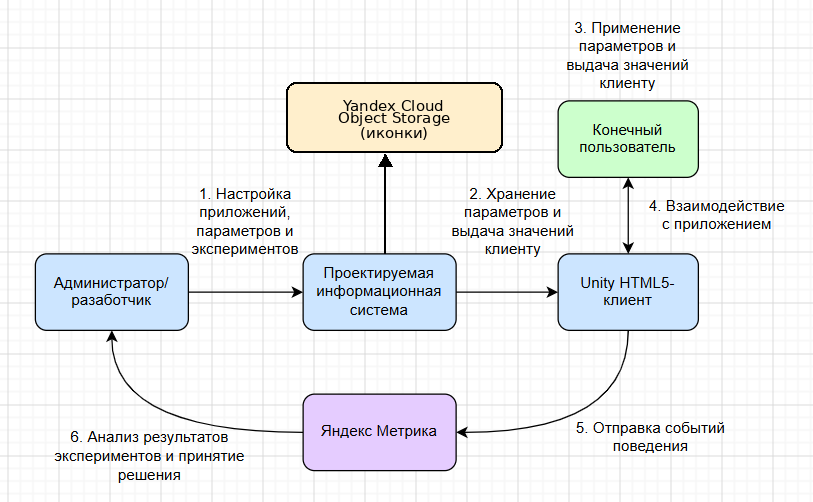 3. Применение
параметров и
выдача значений
клиенту
Yandex Cloud
Object Storage
(иконки)
Конечный
пользователь
1. Настройка
приложений,
параметров и
экспериментов
2. Хранение
параметров и
выдача значений
клиенту
4. Взаимодействие
с приложением
Администратор/
разаботчик
Проектируемая
информационная
система
Unity HTML5-
клиент
Яндекс Метрика
5. Отправка событий
поведения
6. Анализ результатов
экспериментов и принятие
решения